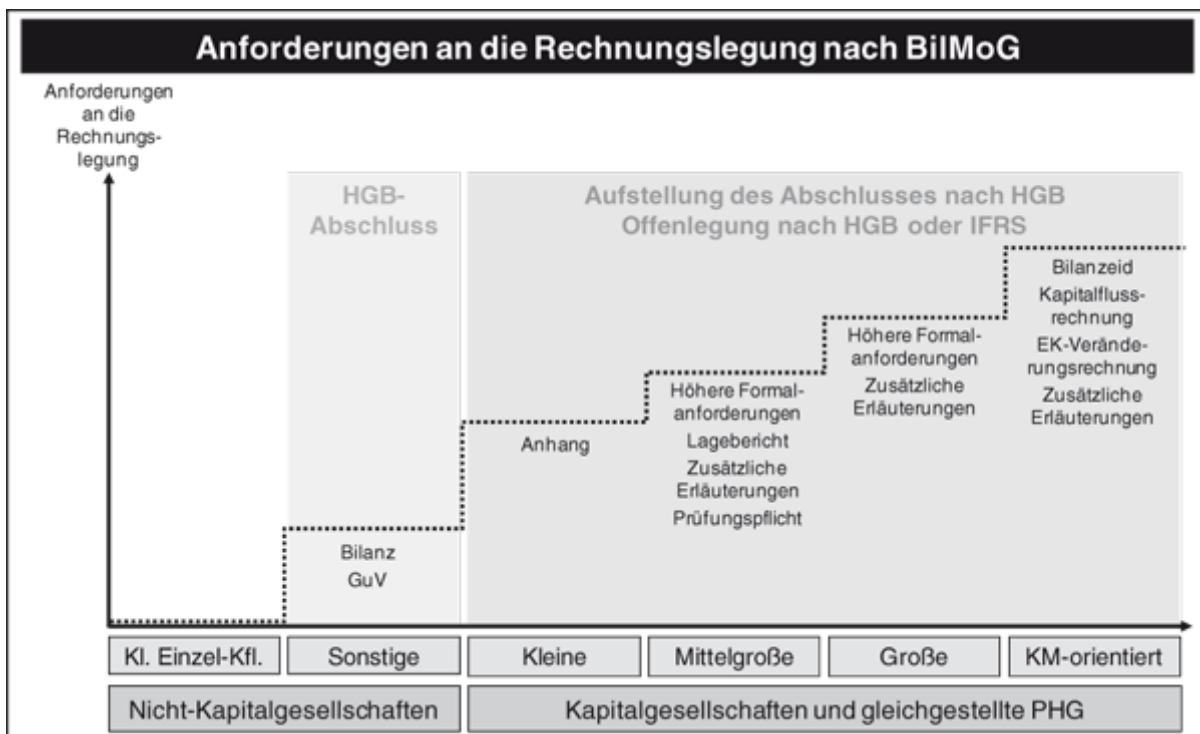 Anforderungen an die Rechnungslegung nach BilMoG
Anforderungen
an die
Rechnungs-
legung
HGB-
Abschluss
Aufstellung des Abschlusses nach HGB
Offenlegung nach HGB oder IFRS
Bilanz
GuV
Anhang
Höhere Formal-
anforderungen
Lagebericht
Zusätzliche
Erläuterungen
Prüfungspflicht
Höhere Formal-
anforderungen
Zusätzliche
Erläuterungen
Bilanzeid
Kapitalfluss-
rechnung
EK-Verände-
rungsrechnung
Zusätzliche
Erläuterungen
Kl. Einzel-Kfl.
Sonstige
Kleine
Mittelgroße
Große
KM-orientiert
Nicht-Kapitalgesellschaften
Kapitalgesellschaften und gleichgestellte PHG